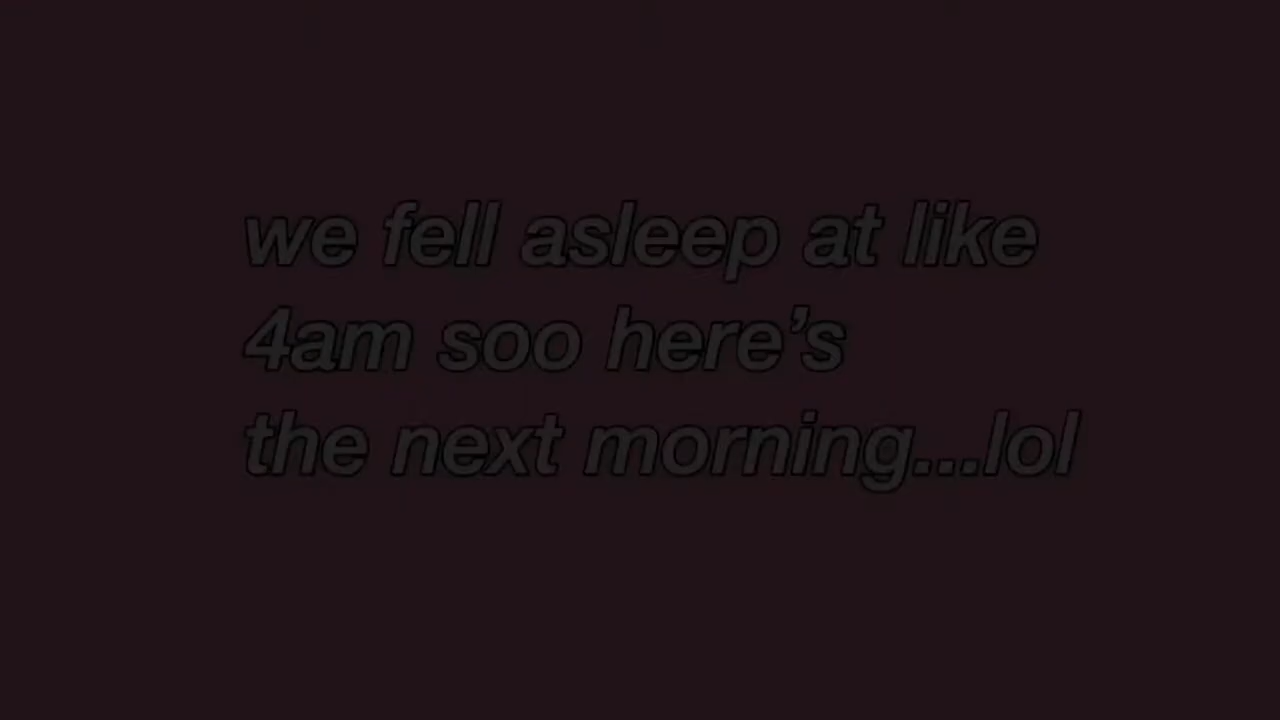 we fell asleep at like
4am soo here’s
the next morning...lol